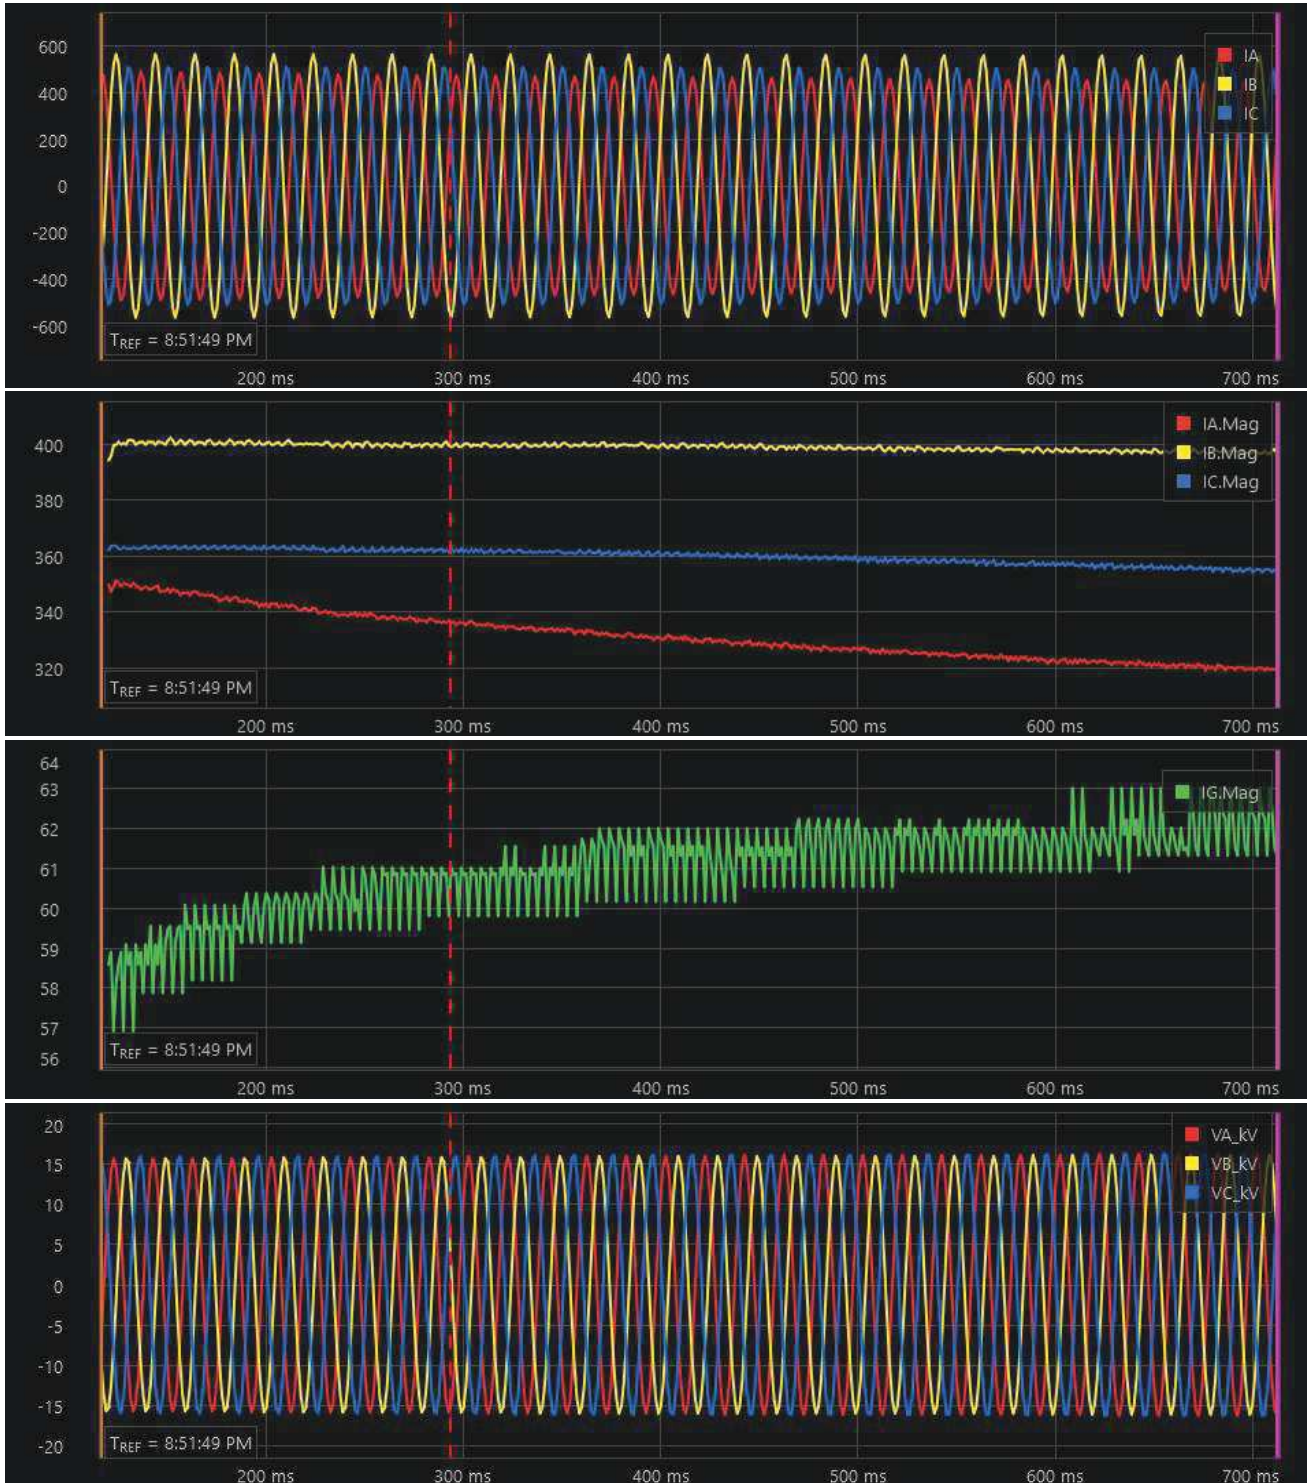 600
400
200
0
-200
-400
-600
IA
IB
IC
TREF = 8:51:49 PM
200 ms
300 ms
400 ms
500 ms
600 ms
700 ms
400
380
360
340
320
IA.Mag
IB.Mag
IC.Mag
TREF = 8:51:49 PM
200 ms
300 ms
400 ms
500 ms
600 ms
700 ms
64
63
62
61
60
59
58
57
56
IG.Mag
TREF = 8:51:49 PM
200 ms
300 ms
400 ms
500 ms
600 ms
700 ms
20
15
10
5
0
-5
-10
-15
-20
VA_kV
VB_kV
VC_kV
TREF = 8:51:49 PM
200 ms
300 ms
400 ms
500 ms
600 ms
700 ms